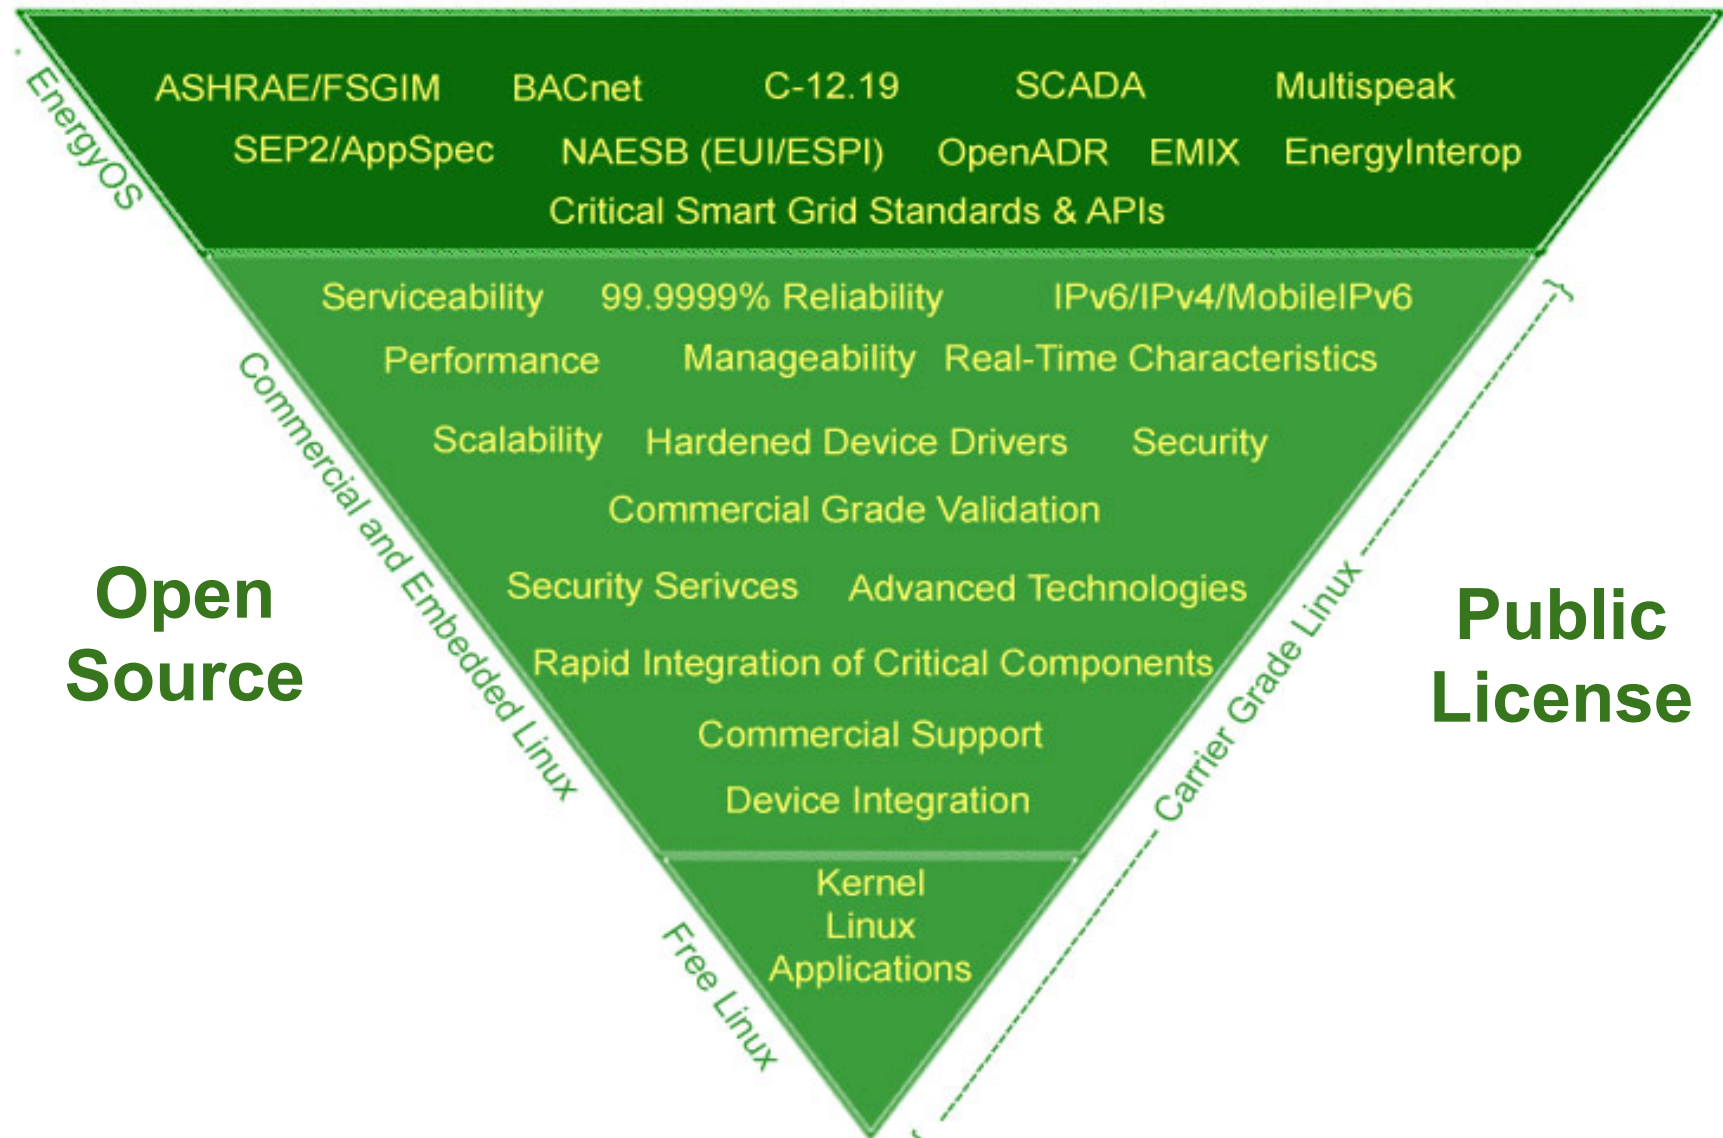 ASHRAE/FSGIM BACnet C-12.19 SCADA Multispeak
SEP2/AppSpec NAESB (EUI/ESPI) OpenADR EMIX EnergyInterop
Critical Smart Grid Standards & APIs
EnergyOS
Serviceability 99.9999% Reliability IPv6/IPv4/MobileIPv6
Performance Manageability Real-Time Characteristics
Scalability Hardened Device Drivers Security
Commercial Grade Validation
Security Serivces Advanced Technologies
Rapid Integration of Critical Components
Commercial Support
Device Integration
Commercial and Embedded Linux
Kernel
Linux
Applications
Free Linux
Carrier Grade Linux
Open
Source
Public
License